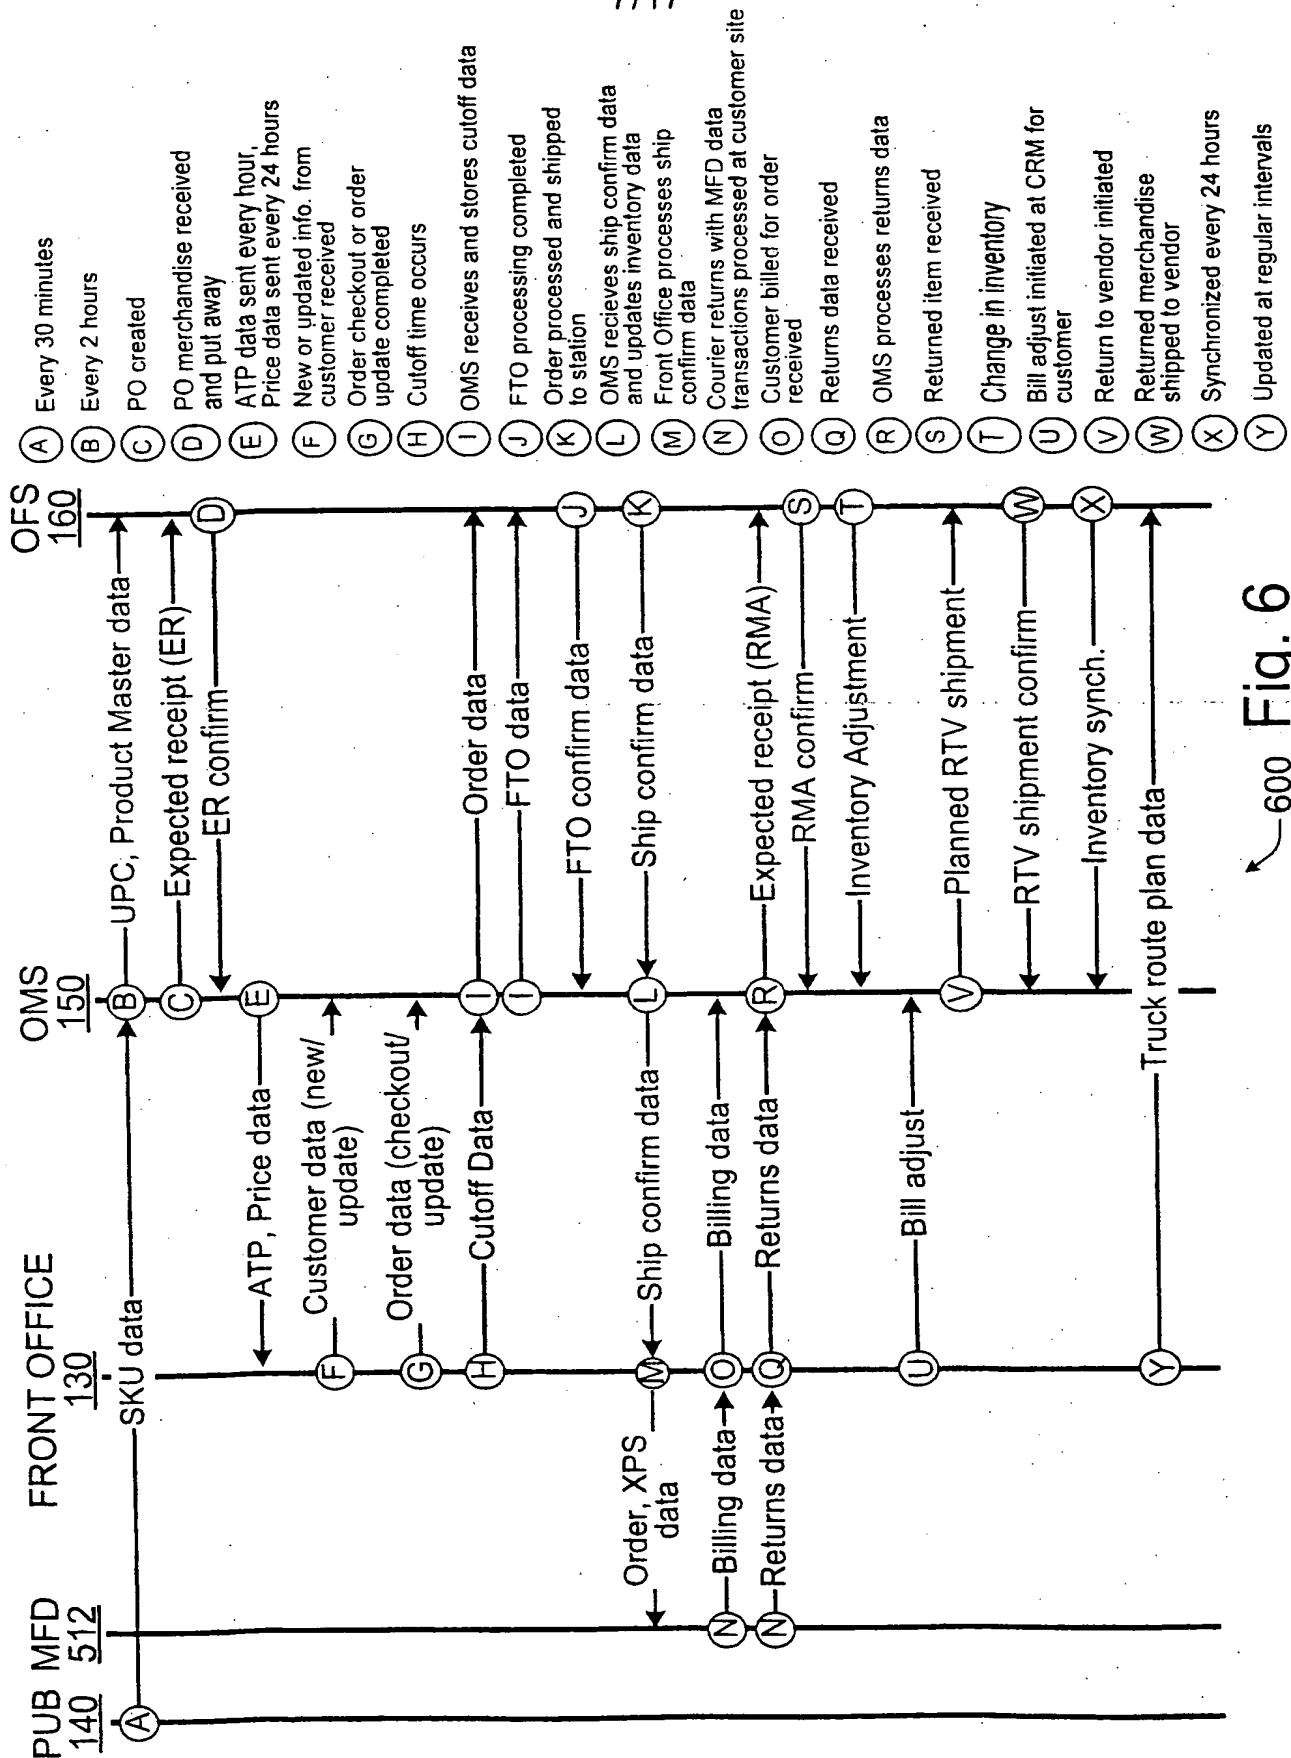 PUB
140
MFD
512
FRONT OFFICE
130
OMS
150
OFS
160
A
SKU data
B
UPC, Product Master data
C
Expected receipt (ER)
D
ER confirm
E
ATP, Price data
F
Customer data (new/
update)
G
Order data (checkout/
update)
H
Cutoff Data
I
Order data
I
FTO data
J
FTO confirm data
K
Ship confirm data
L
Ship confirm data
M
Order, XPS
data
N
Billing data
O
Billing data
N
Returns data
Q
Returns data
R
Expected receipt (RMA)
S
RMA confirm
T
Inventory Adjustment
U
Bill adjust
V
Planned RTV shipment
W
RTV shipment confirm
X
Inventory synch.
Y
Truck route plan data
A Every 30 minutes
B Every 2 hours
C PO created
D PO merchandise received
and put away
E ATP data sent every hour,
Price data sent every 24 hours
F New or updated info. from
customer received
G Order checkout or order
update completed
H Cutoff time occurs
I OMS receives and stores cutoff data
J FTO processing completed
K Order processed and shipped
to station
L OMS recieves ship confirm data
and updates inventory data
M Front Office processes ship
confirm data
N Courier returns with MFD data
transactions processed at customer site
O Customer billed for order
received
Q Returns data received
R OMS processes returns data
S Returned item received
T Change in inventory
U Bill adjust initiated at CRM for
customer
V Return to vendor initiated
W Returned merchandise
shipped to vendor
X Synchronized every 24 hours
Y Updated at regular intervals
600
Fig. 6